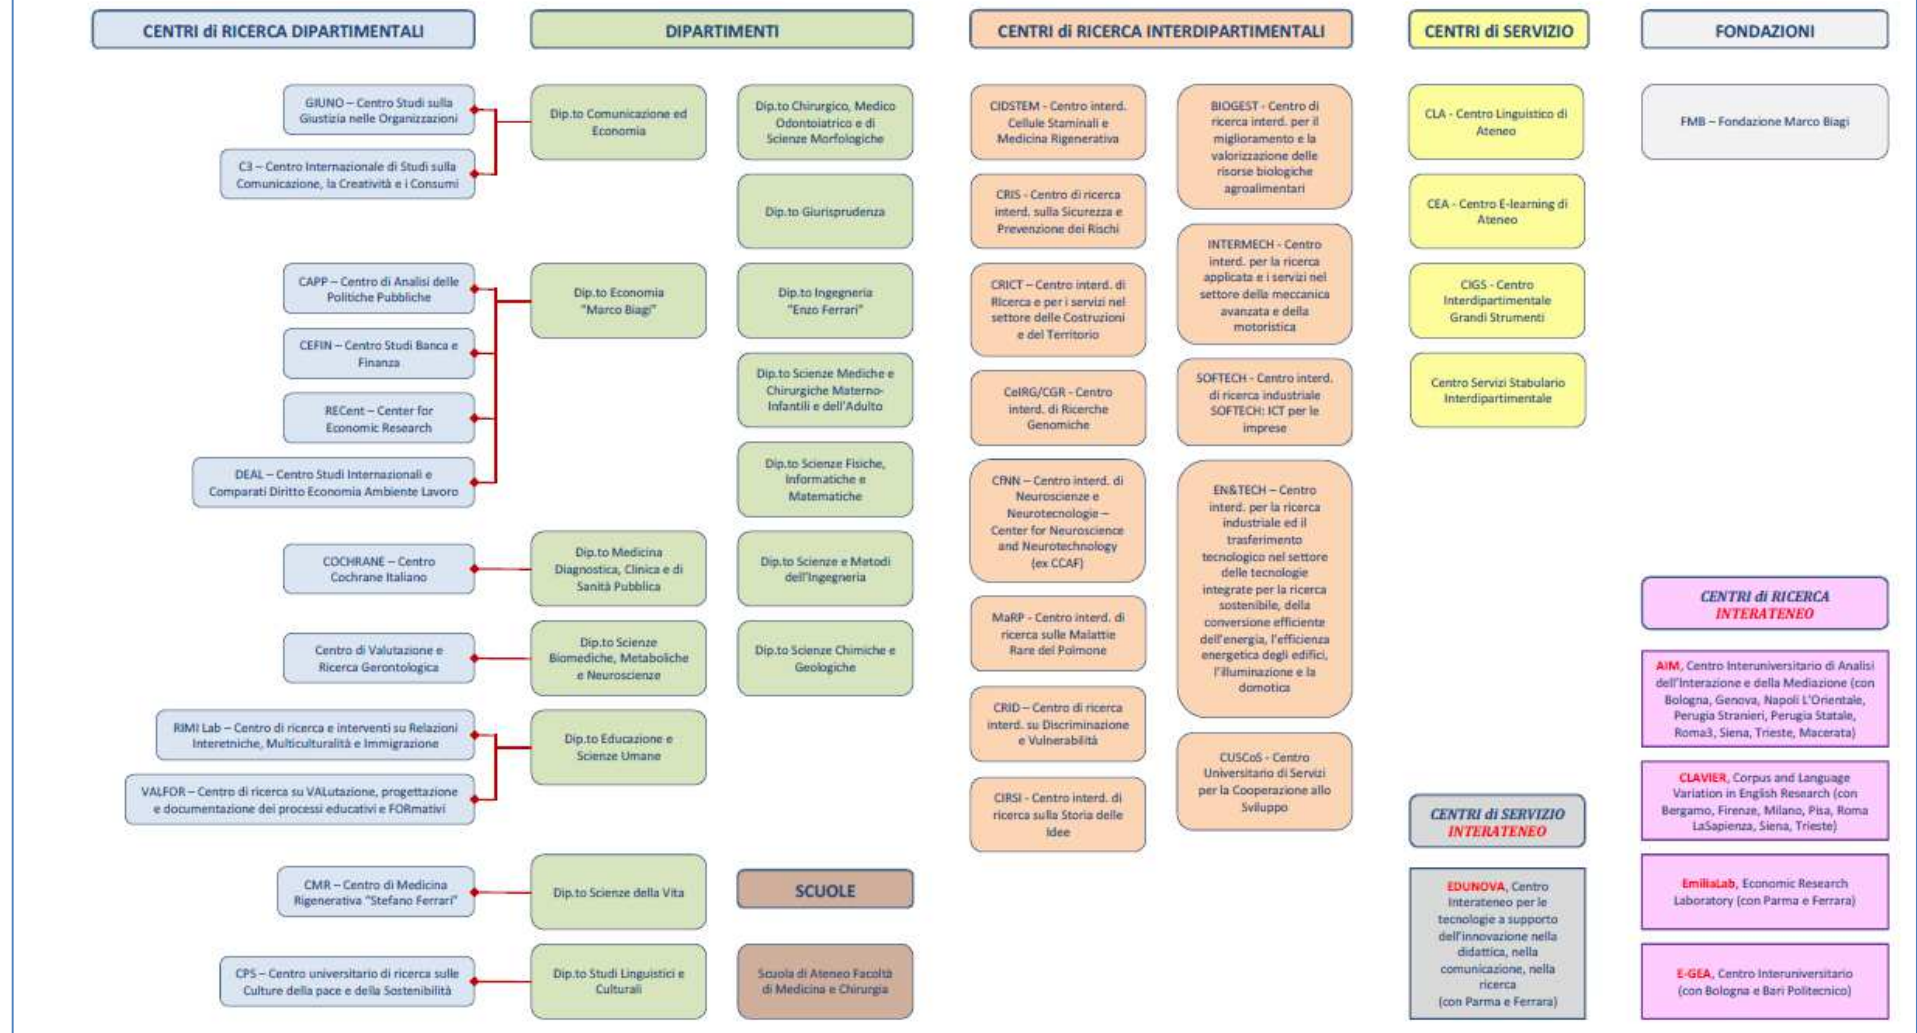 CENTRI di RICERCA DIPARTIMENTALI
GIUNO – Centro Studi sulla
Giustizia nelle Organizzazioni
C3 – Centro Internazionale di Studi sulla
Comunicazione, la Creatività e i Consumi
CAPP – Centro di Analisi delle
Politiche Pubbliche
CEFIN – Centro Studi Banca e
Finanza
RECent – Center for
Economic Research
DEAL – Centro Studi Internazionali e
Comparati Diritto Economia Ambiente Lavoro
COCHRANE – Centro
Cochrane Italiano
Centro di Valutazione e
Ricerca Gerontologica
RIMI Lab – Centro di ricerca e interventi su Relazioni
Interetniche, Multiculturalità e Immigrazione
VALFOR – Centro di ricerca su VALutazione, progettazione
e documentazione dei processi educativi e FORmativi
CMR – Centro di Medicina
Rigenerativa "Stefano Ferrari"
CPS – Centro universitario di ricerca sulle
Culture della pace e della Sostenibilità
DIPARTIMENTI
Dip.to Comunicazione ed
Economia
Dip.to Economia
"Marco Biagi"
Dip.to Medicina
Diagnostica, Clinica e di
Sanità Pubblica
Dip.to Scienze
Biomediche, Metaboliche
e Neuroscienze
Dip.to Educazione e
Scienze Umane
Dip.to Scienze della Vita
Dip.to Studi Linguistici e
Culturali
Dip.to Chirurgico, Medico
Odontoiatrico e di
Scienze Morfologiche
Dip.to Giurisprudenza
Dip.to Ingegneria
"Enzo Ferrari"
Dip.to Scienze Mediche e
Chirurgiche Materno-
Infantili e dell'Adulto
Dip.to Scienze Fisiche,
Informatiche e
Matematiche
Dip.to Scienze e Metodi
dell'Ingegneria
Dip.to Scienze Chimiche e
Geologiche
SCUOLE
Scuola di Ateneo Facoltà
di Medicina e Chirurgia
CENTRI di RICERCA INTERDIPARTIMENTALI
CIDSTEM - Centro interd.
Cellule Staminali e
Medicina Rigenerativa
CRIS - Centro di ricerca
interd. sulla Sicurezza e
Prevenzione dei Rischi
CRICT – Centro interd. di
Ricerca e per i servizi nel
settore delle Costruzioni
e del Territorio
CeIRG/CGR - Centro
interd. di Ricerche
Genomiche
CfNN – Centro interd. di
Neuroscienze e
Neurotecnologie –
Center for Neuroscience
and Neurotechnology
(ex CCAF)
MaRP - Centro interd. di
ricerca sulle Malattie
Rare del Polmone
CRID – Centro di ricerca
interd. su Discriminazione
e Vulnerabilità
CIRSI - Centro interd. di
ricerca sulla Storia delle
Idee
BIOGEST - Centro di
ricerca interd. per il
miglioramento e la
valorizzazione delle
risorse biologiche
agroalimentari
INTERMECH - Centro
interd. per la ricerca
applicata e i servizi nel
settore della meccanica
avanzata e della
motoristica
SOFTECH - Centro interd.
di ricerca industriale
SOFTECH: ICT per le
imprese
EN&TECH – Centro
interd. per la ricerca
industriale ed il
trasferimento
tecnologico nel settore
delle tecnologie
integrate per la ricerca
sostenibile, della
conversione efficiente
dell'energia, l'efficienza
energetica degli edifici,
l'illuminazione e la
domotica
CUSCoS - Centro
Universitario di Servizi
per la Cooperazione allo
Sviluppo
CENTRI di SERVIZIO
CLA - Centro Linguistico di
Ateneo
CEA - Centro E-learning di
Ateneo
CIGS - Centro
Interdipartimentale
Grandi Strumenti
Centro Servizi Stabulario
Interdipartimentale
CENTRI di SERVIZIO
INTERATENEO
EDUNOVA, Centro
Interateneo per le
tecnologie a supporto
dell'innovazione nella
didattica, nella
comunicazione, nella
ricerca
(con Parma e Ferrara)
FONDAZIONI
FMB – Fondazione Marco Biagi
CENTRI di RICERCA
INTERATENEO
AIM, Centro Interuniversitario di Analisi
dell'Interazione e della Mediazione (con
Bologna, Genova, Napoli L'Orientale,
Perugia Stranieri, Perugia Statale,
Roma3, Siena, Trieste, Macerata)
CLAVIER, Corpus and Language
Variation in English Research (con
Bergamo, Firenze, Milano, Pisa, Roma
LaSapienza, Siena, Trieste)
EmiliaLab, Economic Research
Laboratory (con Parma e Ferrara)
E-GEA, Centro Interuniversitario
(con Bologna e Bari Politecnico)